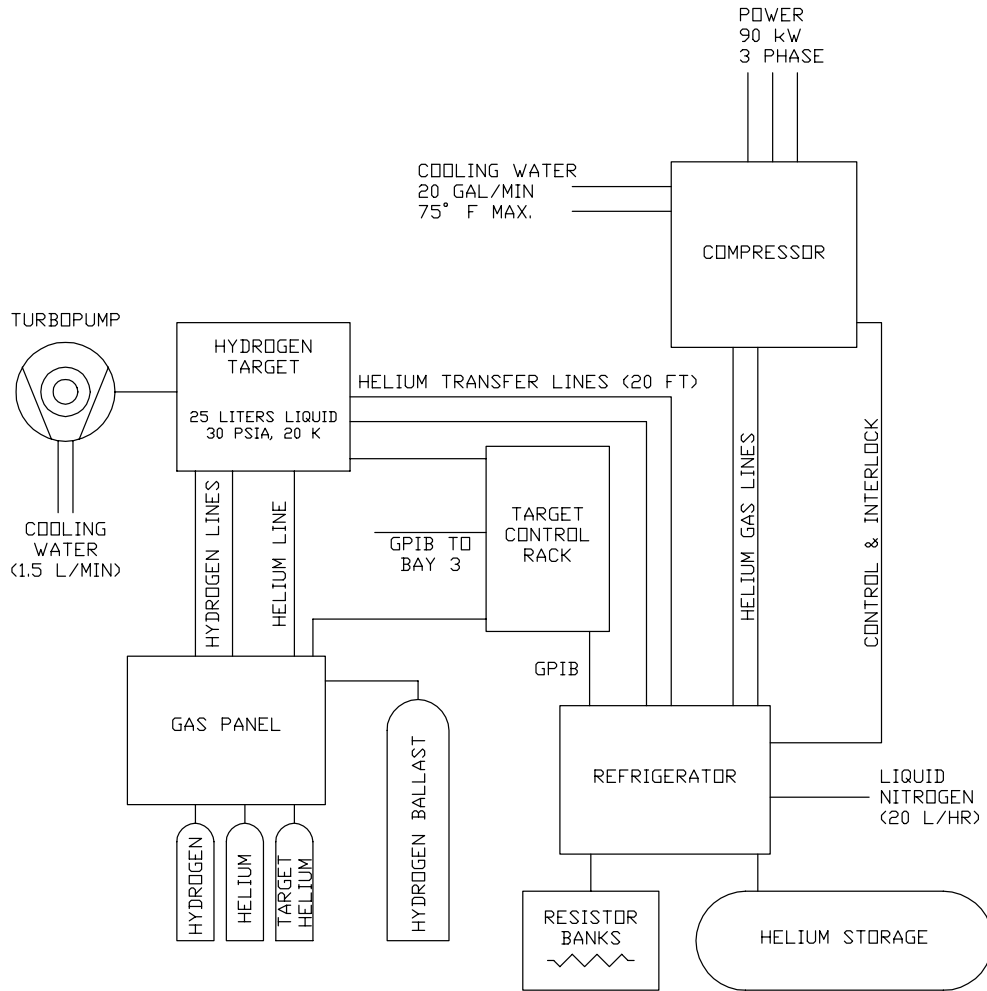 POWER
90 kW
3 PHASE
COOLING WATER
20 GAL/MIN
75° F MAX.
COMPRESSOR
TURBOPUMP
HYDROGEN
TARGET
25 LITERS LIQUID
30 PSIA, 20 K
HELIUM TRANSFER LINES (20 FT)
COOLING
WATER
(1.5 L/MIN)
HYDROGEN LINES
HELIUM LINE
GPIB TO
BAY 3
TARGET
CONTROL
RACK
HELIUM GAS LINES
CONTROL & INTERLOCK
GPIB
GAS PANEL
HYDROGEN BALLAST
REFRIGERATOR
LIQUID
NITROGEN
(20 L/HR)
HYDROGEN
HELIUM
TARGET
HELIUM
RESISTOR
BANKS
HELIUM STORAGE